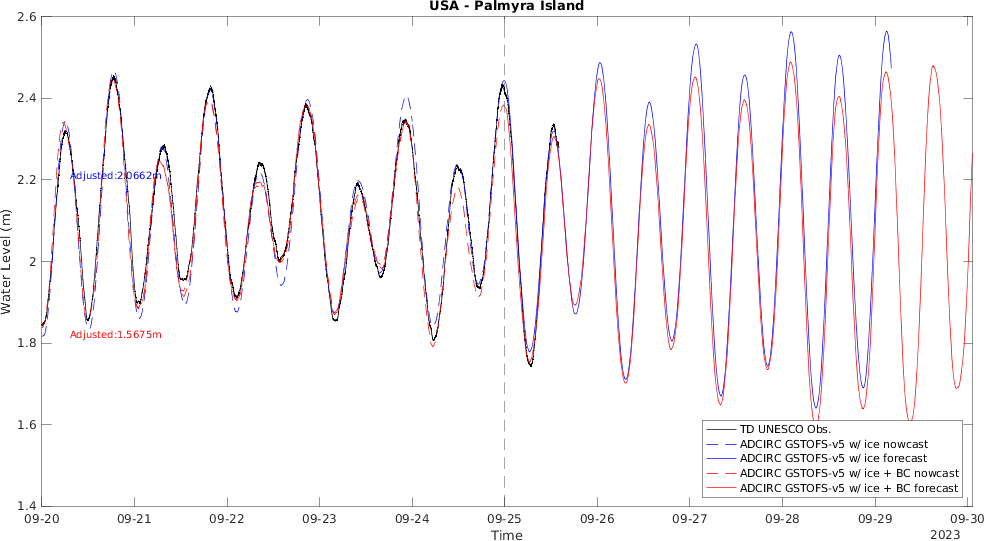 USA - Palmyra Island
2.6
2.4
2.2
2
1.8
1.6
1.4
Water Level (m)
Adjusted:2.0662m
Adjusted:1.5675m
TD UNESCO Obs.
ADCIRC GSTOFS-v5 w/ ice nowcast
ADCIRC GSTOFS-v5 w/ ice forecast
ADCIRC GSTOFS-v5 w/ ice + BC nowcast
ADCIRC GSTOFS-v5 w/ ice + BC forecast
09-20 09-21 09-22 09-23 09-24 09-25 09-26 09-27 09-28 09-29 09-30
Time
2023